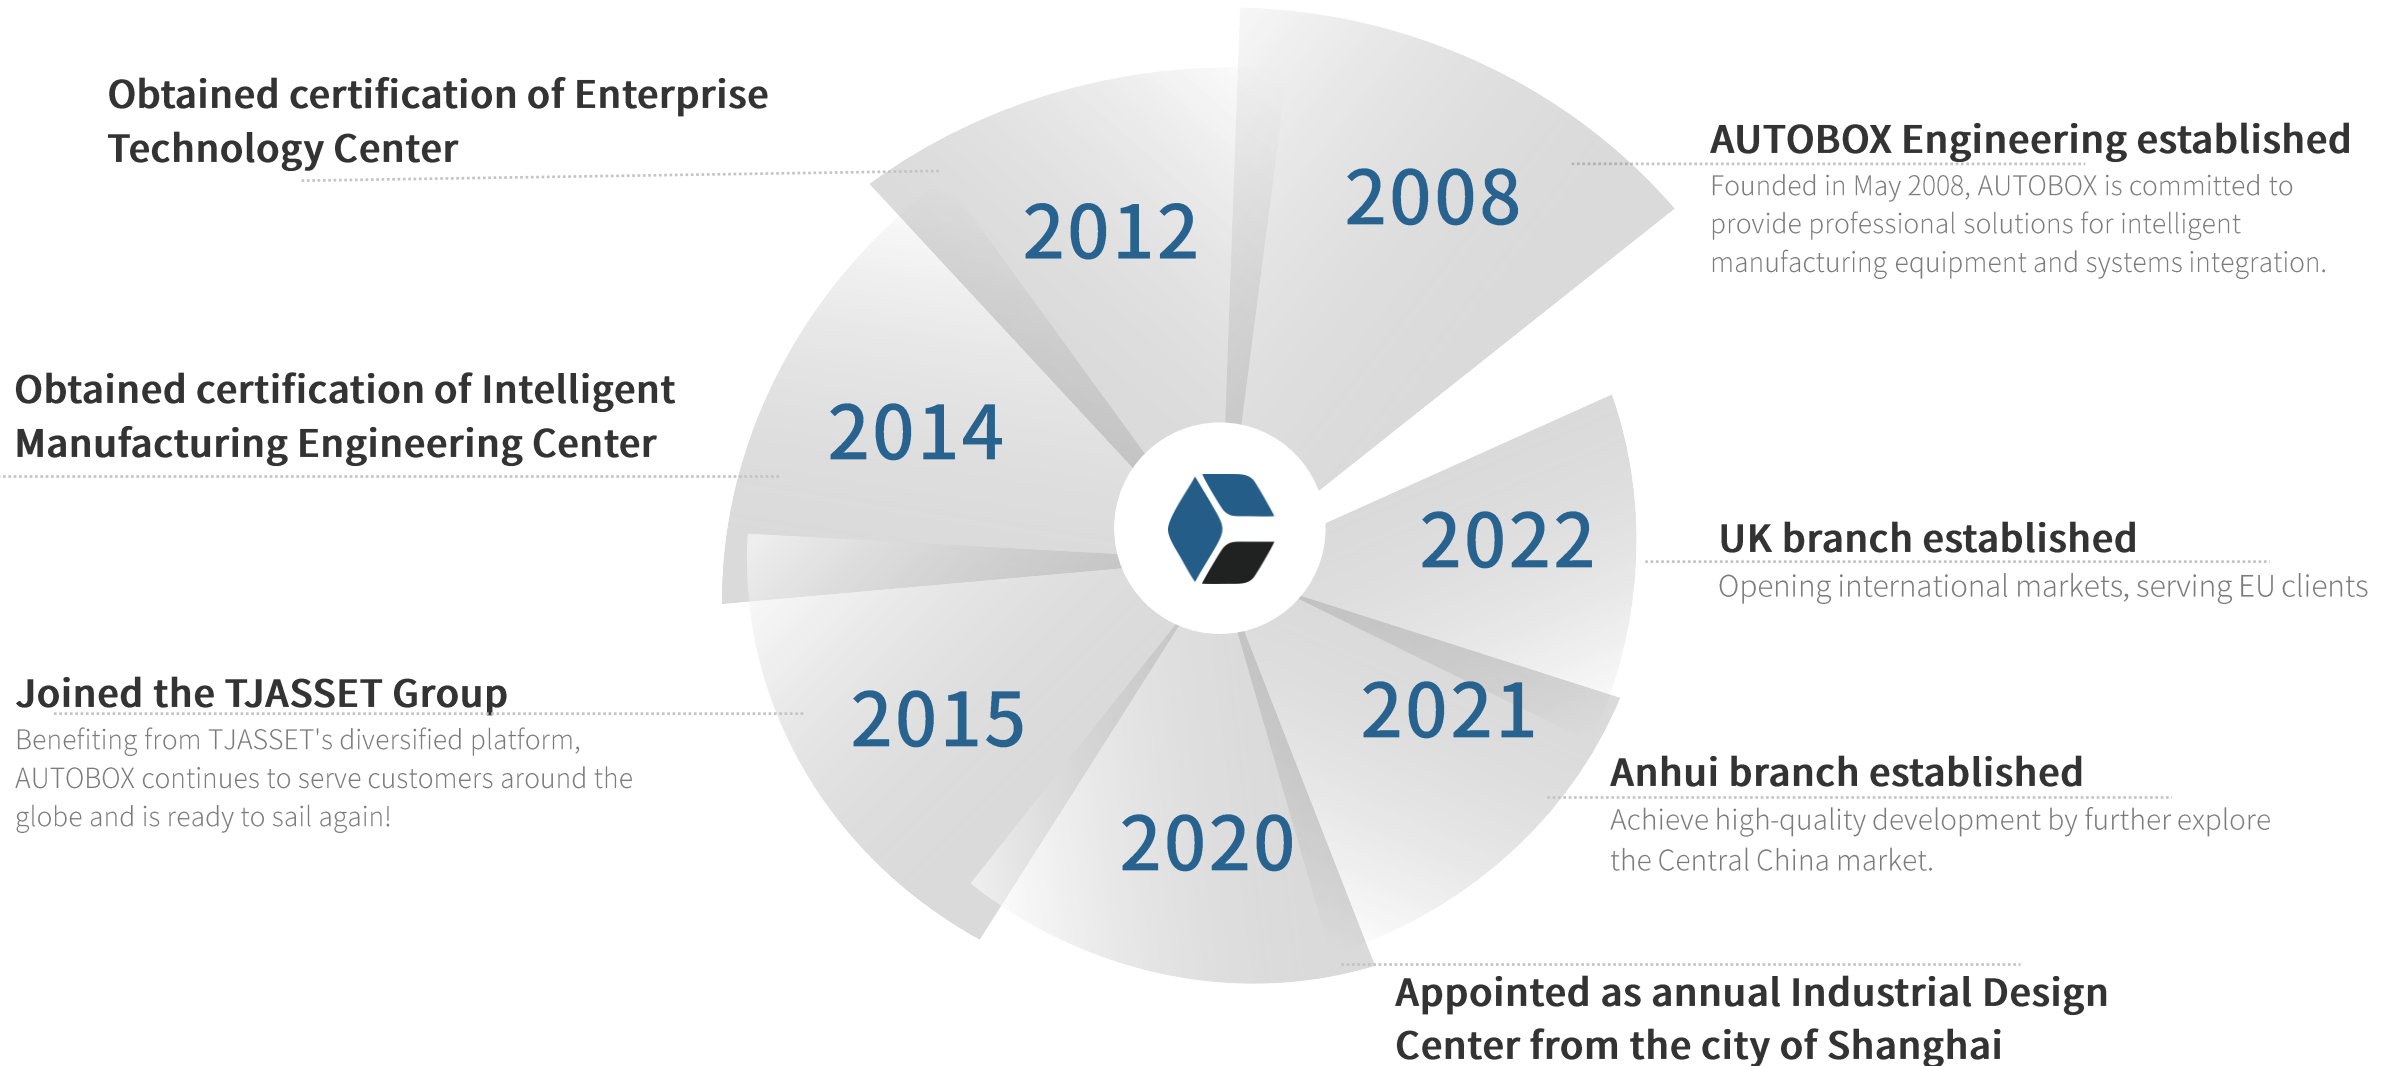 2008
AUTOBOX Engineering established
Founded in May 2008, AUTOBOX is committed to
provide professional solutions for intelligent
manufacturing equipment and systems integration.
2012
Obtained certification of Enterprise
Technology Center
2014
Obtained certification of Intelligent
Manufacturing Engineering Center
2015
Joined the TJASSET Group
Benefiting from TJASSET's diversified platform,
AUTOBOX continues to serve customers around the
globe and is ready to sail again!
2020
Appointed as annual Industrial Design
Center from the city of Shanghai
2021
Anhui branch established
Achieve high-quality development by further explore
the Central China market.
2022
UK branch established
Opening international markets, serving EU clients